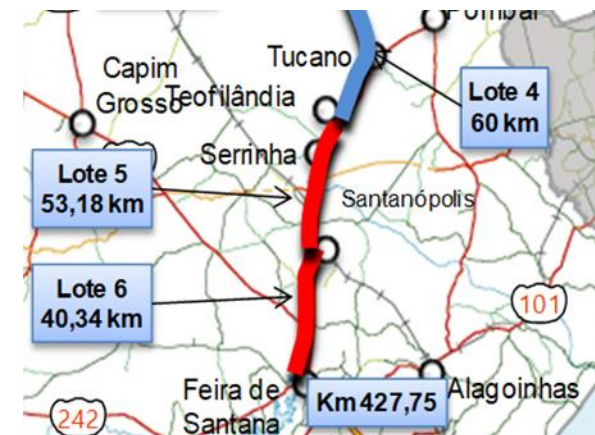 Pombal
Tucano
Capim
Grosso
Teofilândia
Lote 4
60 km
Serrinha
Lote 5
53,18 km
Santanópolis
Lote 6
40,34 km
101
Feira de
Santana
Km 427,75
Alagoinhas
242